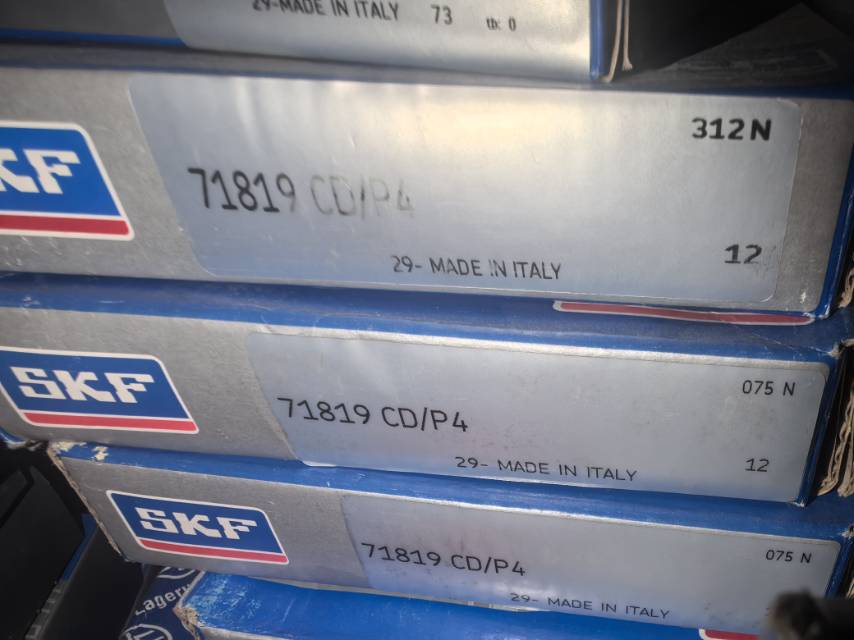 29-MADE IN ITALY 73
312N
SKF
71819 CD/P4
12
29- MADE IN ITALY
075 N
SKF
71819 CD/P4
12
29- MADE IN ITALY
075 N
SKF
71819 CD/P4
29- MADE IN ITALY